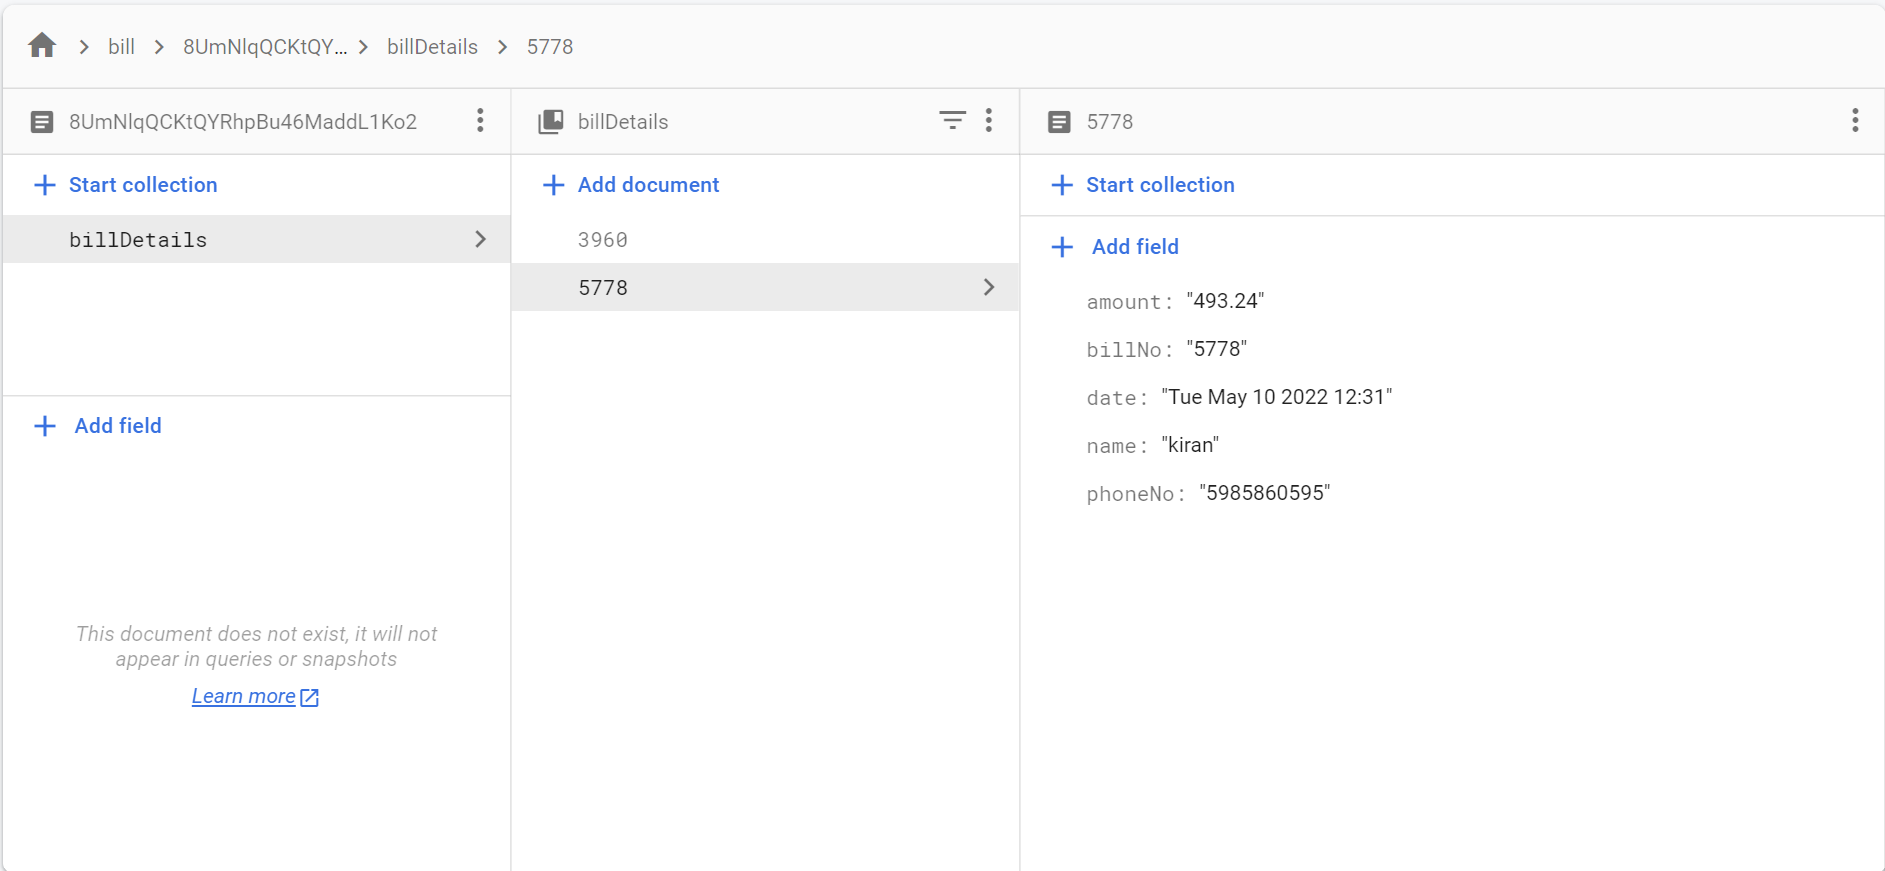 bill > 8UmNlqQCKtQY... > billDetails > 5778
8UmNlqQCKtQYRhpBu46MaddL1Ko2
Start collection
billDetails
Add field
This document does not exist, it will not
appear in queries or snapshots
Learn more
billDetails
Add document
3960
5778
5778
Start collection
Add field
amount: "493.24"
billNo: "5778"
date: "Tue May 10 2022 12:31"
name: "kiran"
phoneNo: "5985860595"